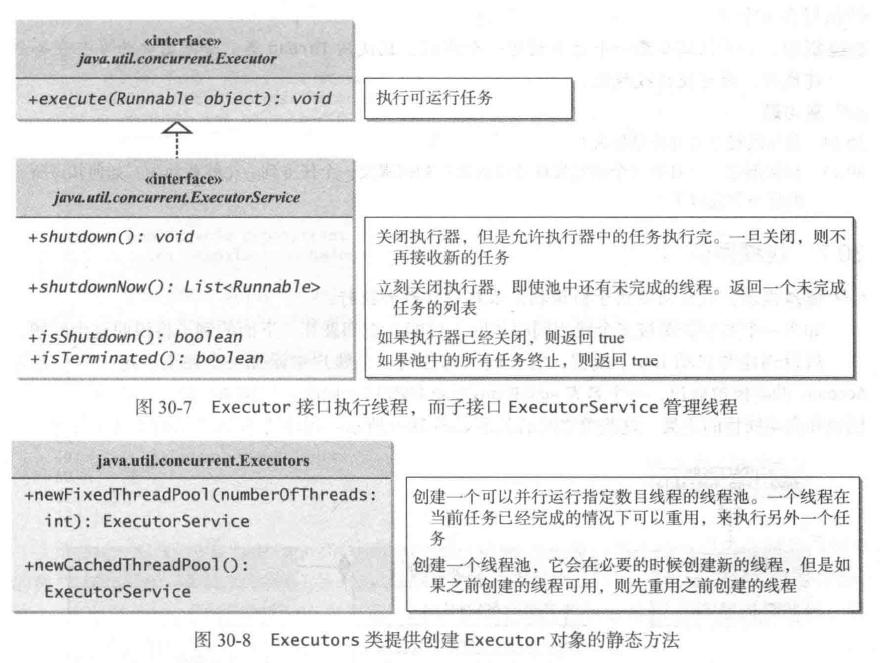 «interface»
java.util.concurrent.Executor
+execute(Runnable object): void
执行可运行任务
«interface»
java.util.concurrent.ExecutorService
+shutdown(): void
关闭执行器，但是允许执行器中的任务执行完。一旦关闭，则不
再接收新的任务
+shutdownNow(): List<Runnable>
立刻关闭执行器，即使池中还有未完成的线程。返回一个未完成
任务的列表
+isShutdown(): boolean
如果执行器已经关闭，则返回 true
+isTerminated(): boolean
如果池中的所有任务终止，则返回 true
图 30-7 Executor 接口执行线程，而子接口 ExecutorService 管理线程
java.util.concurrent.Executors
+newFixedThreadPool(numberOfThreads:
int): ExecutorService
创建一个可以并行运行指定数目线程的线程池。一个线程在
当前任务已经完成的情况下可以重用，来执行另外一个任
务
+newCachedThreadPool():
ExecutorService
创建一个线程池，它会在必要的时候创建新的线程，但是如
果之前创建的线程可用，则先重用之前创建的线程
图 30-8 Executors 类提供创建 Executor 对象的静态方法